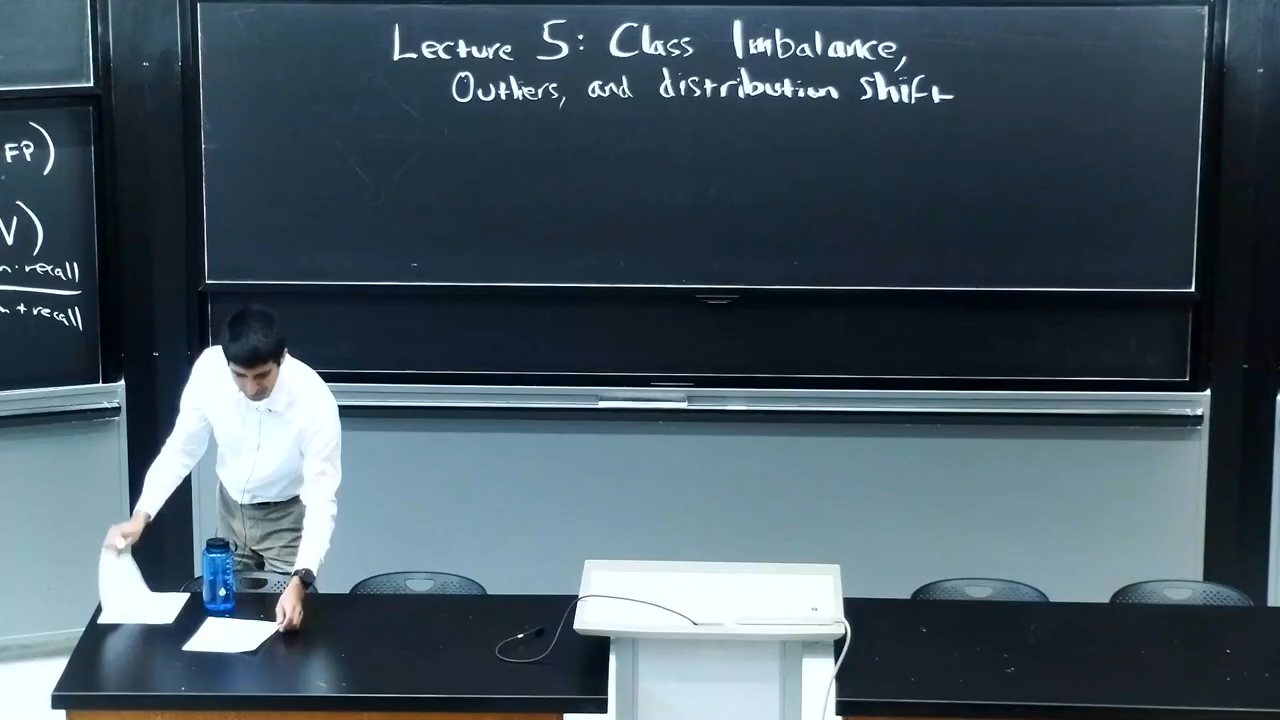 Lecture 5: Class Imbalance,
Outliers, and distribution shift
FP)
V)
n · recall
n + recall